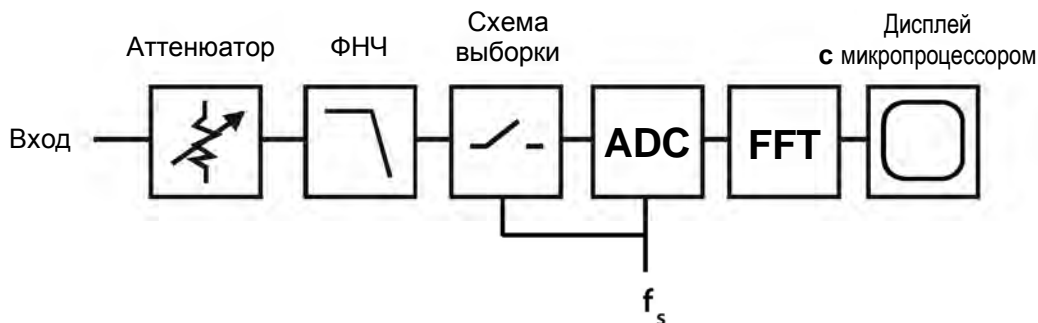 Аттенюатор
ФНЧ
Схема
выборки
Дисплей
с микропроцессором
Вход
ADC
FFT
fs